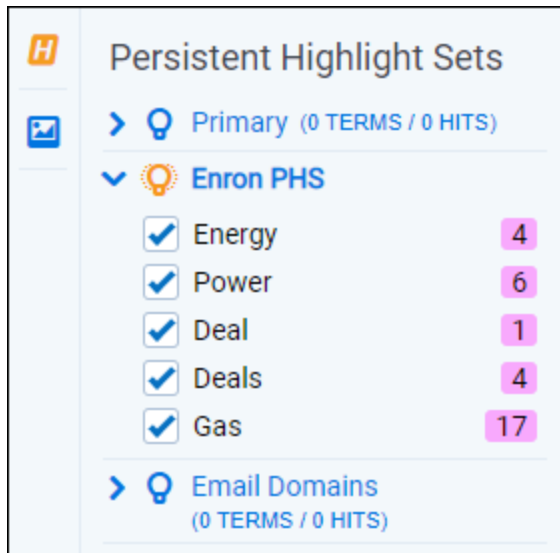 H
Persistent Highlight Sets
Primary (0 TERMS / 0 HITS)
Enron PHS
Energy 4
Power 6
Deal 1
Deals 4
Gas 17
Email Domains
(0 TERMS / 0 HITS)